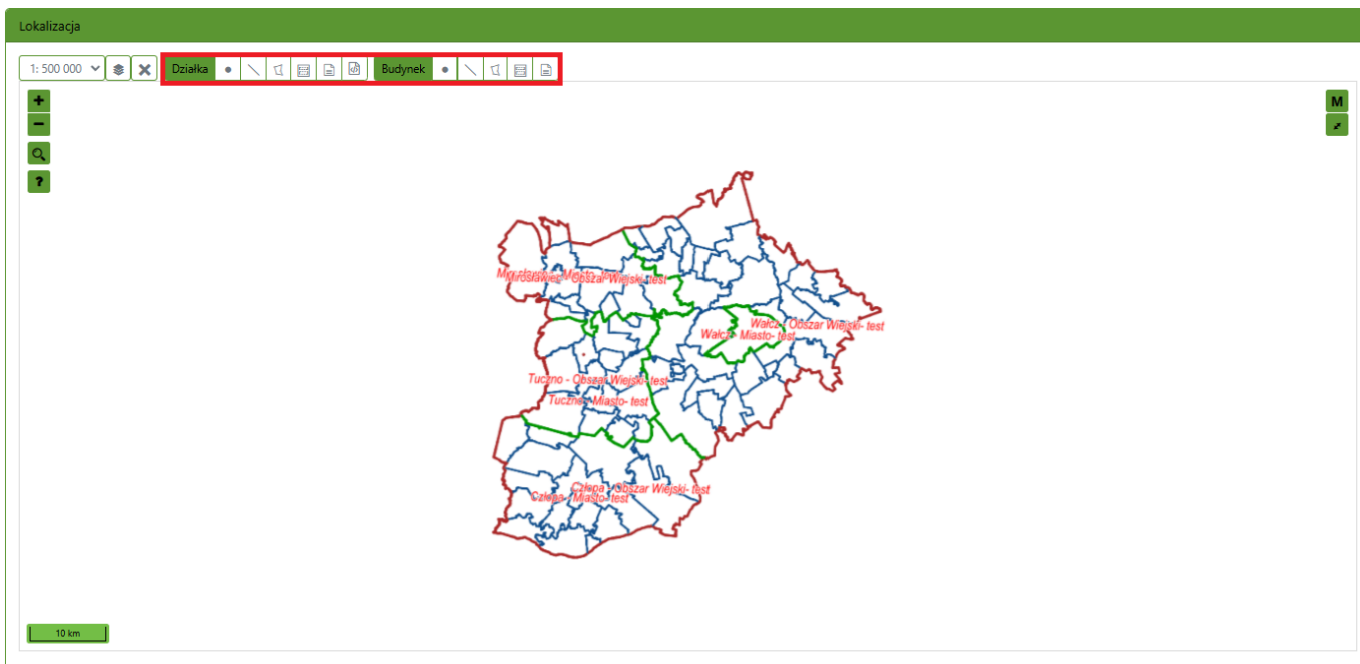 Lokalizacja
1: 500 000
Działka
Budynek
+
−
?
M
Mirosławiec - Obszar Wiejski- test
Wałcz - Obszar Wiejski- test
Wałcz - Miasto- test
Tuczno - Obszar Wiejski- test
Tuczno - Miasto- test
Człopa - Obszar Wiejski- test
Człopa - Miasto- test
10 km